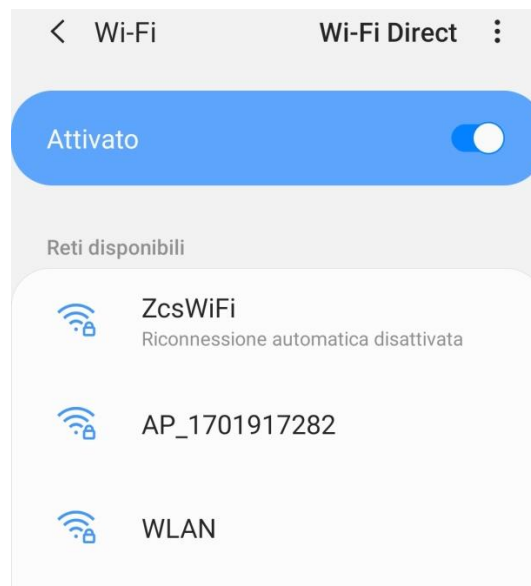 Wi-Fi Wi-Fi Direct
Attivato
Reti disponibili
ZcsWiFi
Riconnessione automatica disattivata
AP_1701917282
WLAN